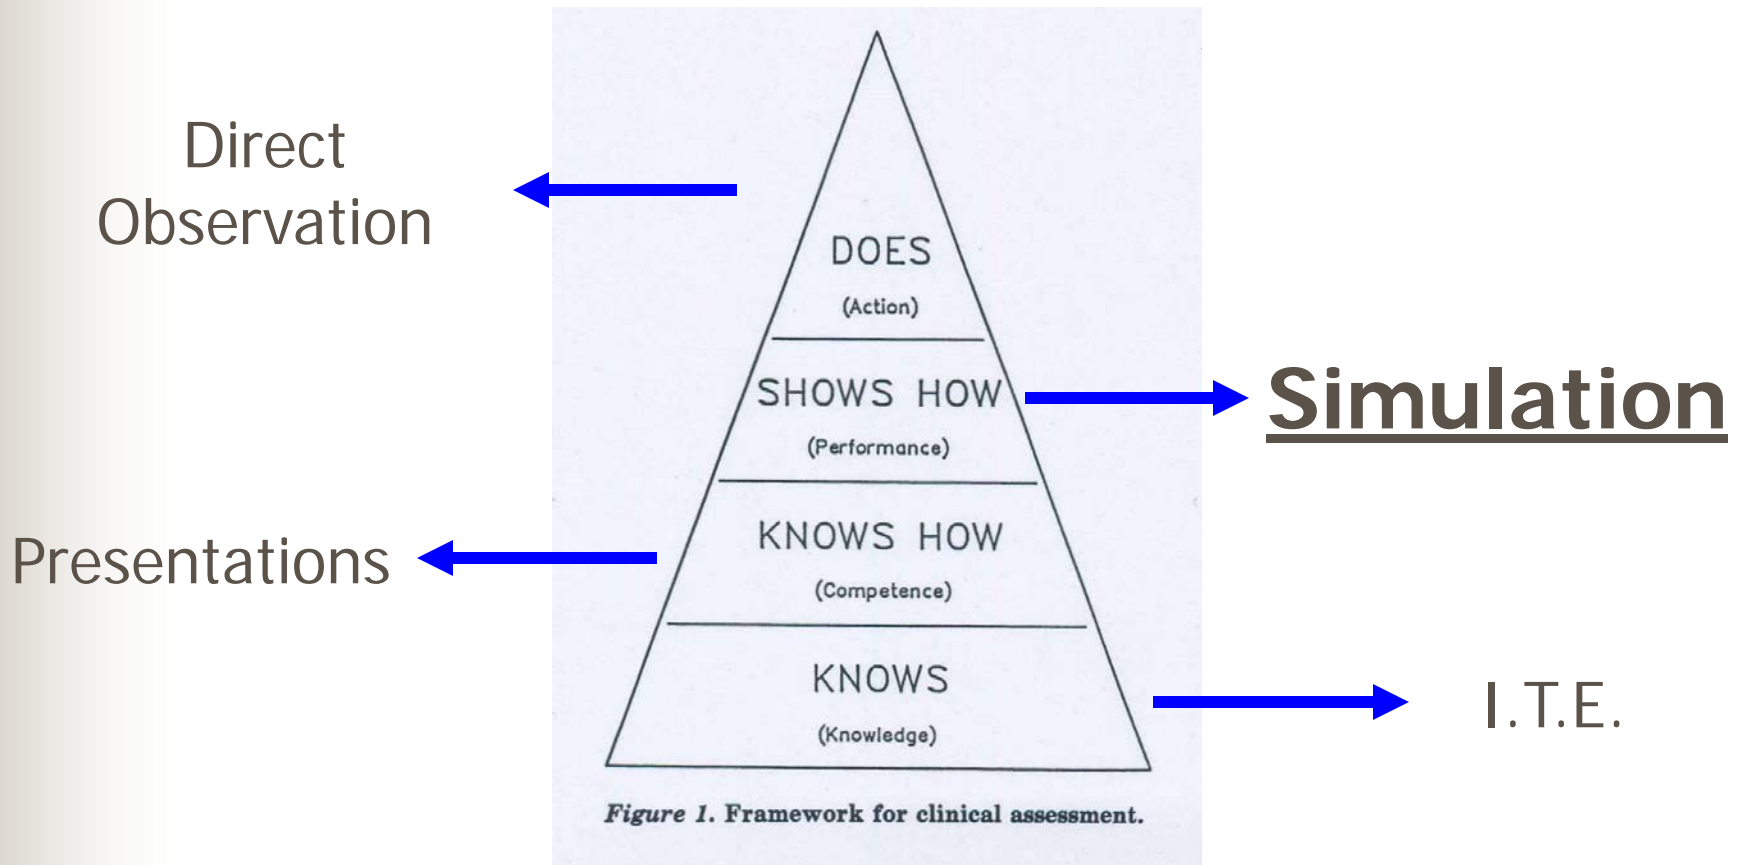 Direct
Observation
DOES
(Action)
SHOWS HOW
(Performance)
Simulation
KNOWS HOW
(Competence)
Presentations
KNOWS
(Knowledge)
I.T.E.
Figure 1. Framework for clinical assessment.